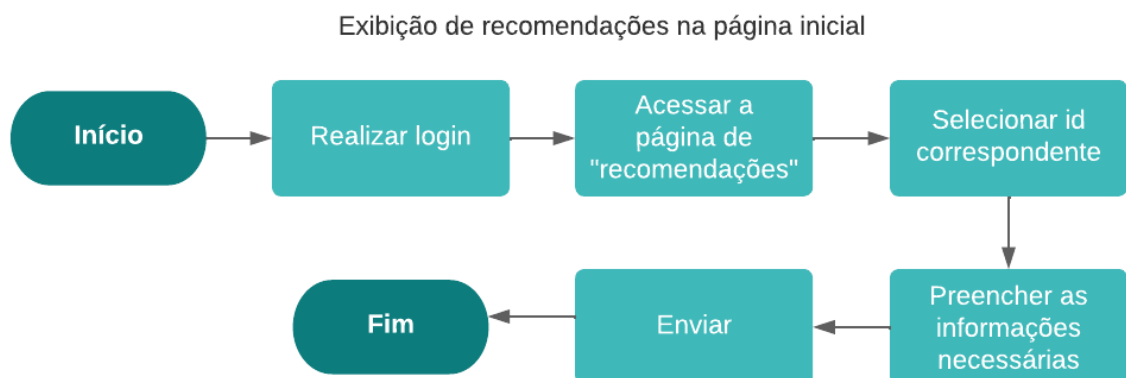 Exibição de recomendações na página inicial
Início
Realizar login
Acessar a
página de
"recomendações"
Selecionar id
correspondente
Preencher as
informações
necessárias
Enviar
Fim